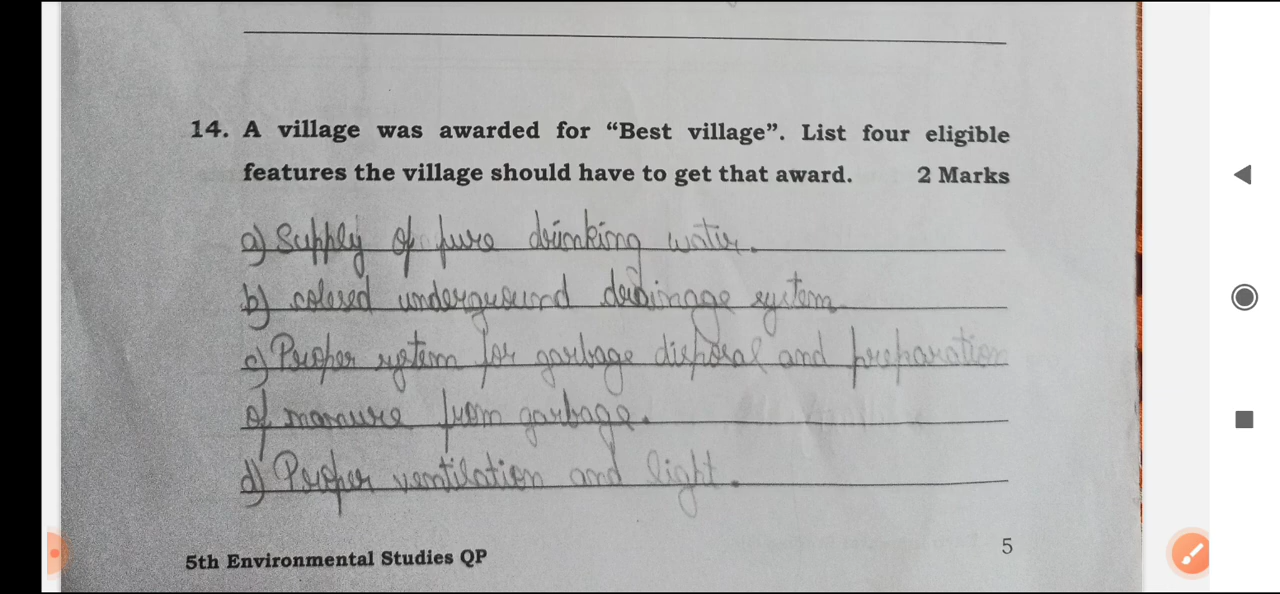 14. A village was awarded for “Best village”. List four eligible
features the village should have to get that award. 2 Marks
a) Supply of pure drinking water.
b) colosed underground drainage system.
c) Proper system for garbage disposal and preparation
of manure from garbage.
d) Proper ventilation and light.
5th Environmental Studies QP
5